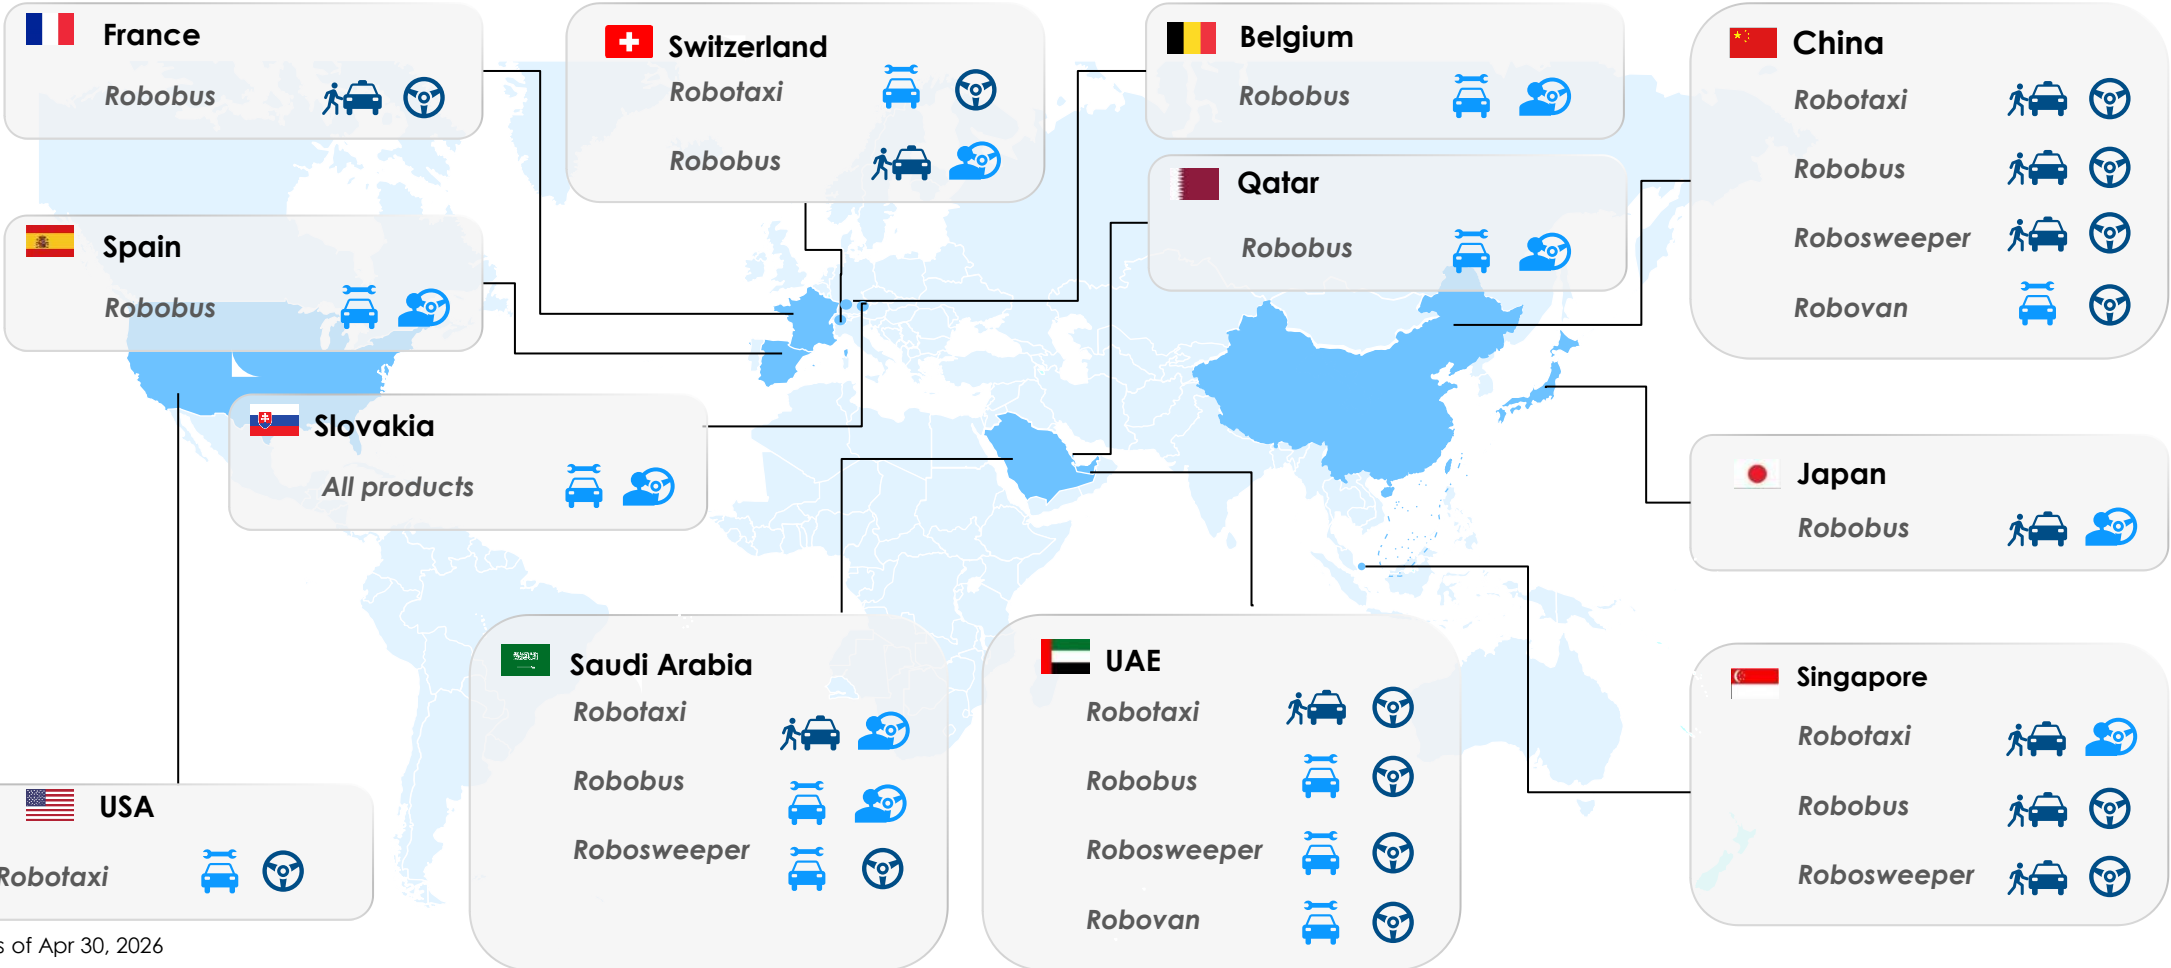 France
Robobus
Switzerland
Robotaxi
Robobus
Belgium
Robobus
China
Robotaxi
Robobus
Robosweeper
Robovan
Qatar
Robobus
Spain
Robobus
Slovakia
All products
Japan
Robobus
Saudi Arabia
Robotaxi
Robobus
Robosweeper
UAE
Robotaxi
Robobus
Robosweeper
Robovan
Singapore
Robotaxi
Robobus
Robosweeper
USA
Robotaxi
s of Apr 30, 2026